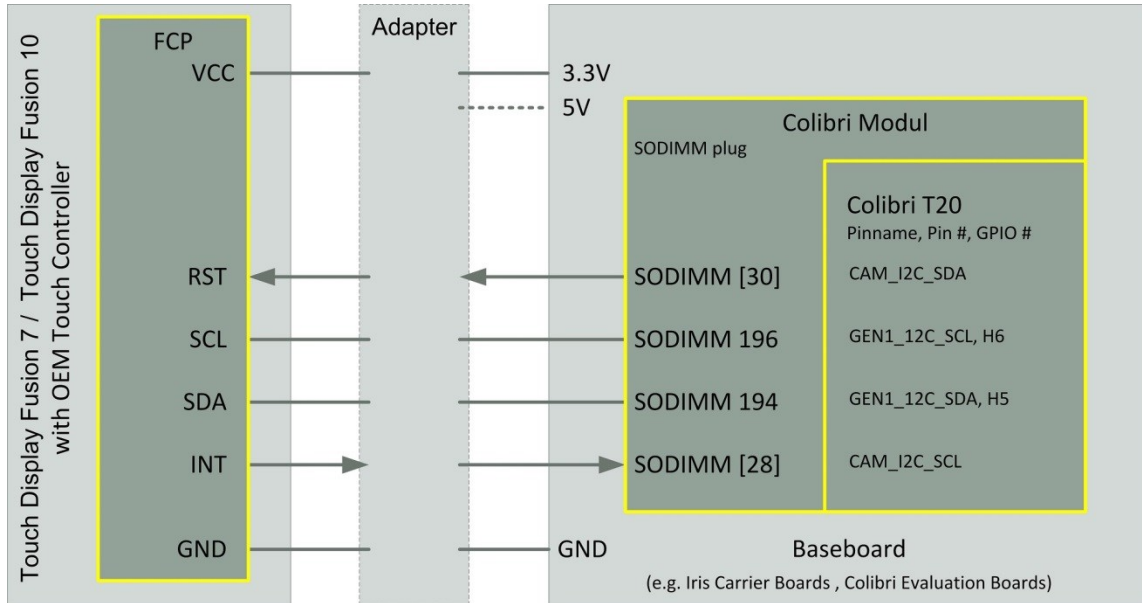 Touch Display Fusion 7 / Touch Display Fusion 10
with OEM Touch Controller
FCP
VCC
RST
SCL
SDA
INT
GND
Adapter
3.3V
5V
GND
Colibri Modul
SODIMM plug
SODIMM [30]
SODIMM 196
SODIMM 194
SODIMM [28]
Colibri T20
Pinname, Pin #, GPIO #
CAM_I2C_SDA
GEN1_12C_SCL, H6
GEN1_12C_SDA, H5
CAM_I2C_SCL
Baseboard
(e.g. Iris Carrier Boards , Colibri Evaluation Boards)